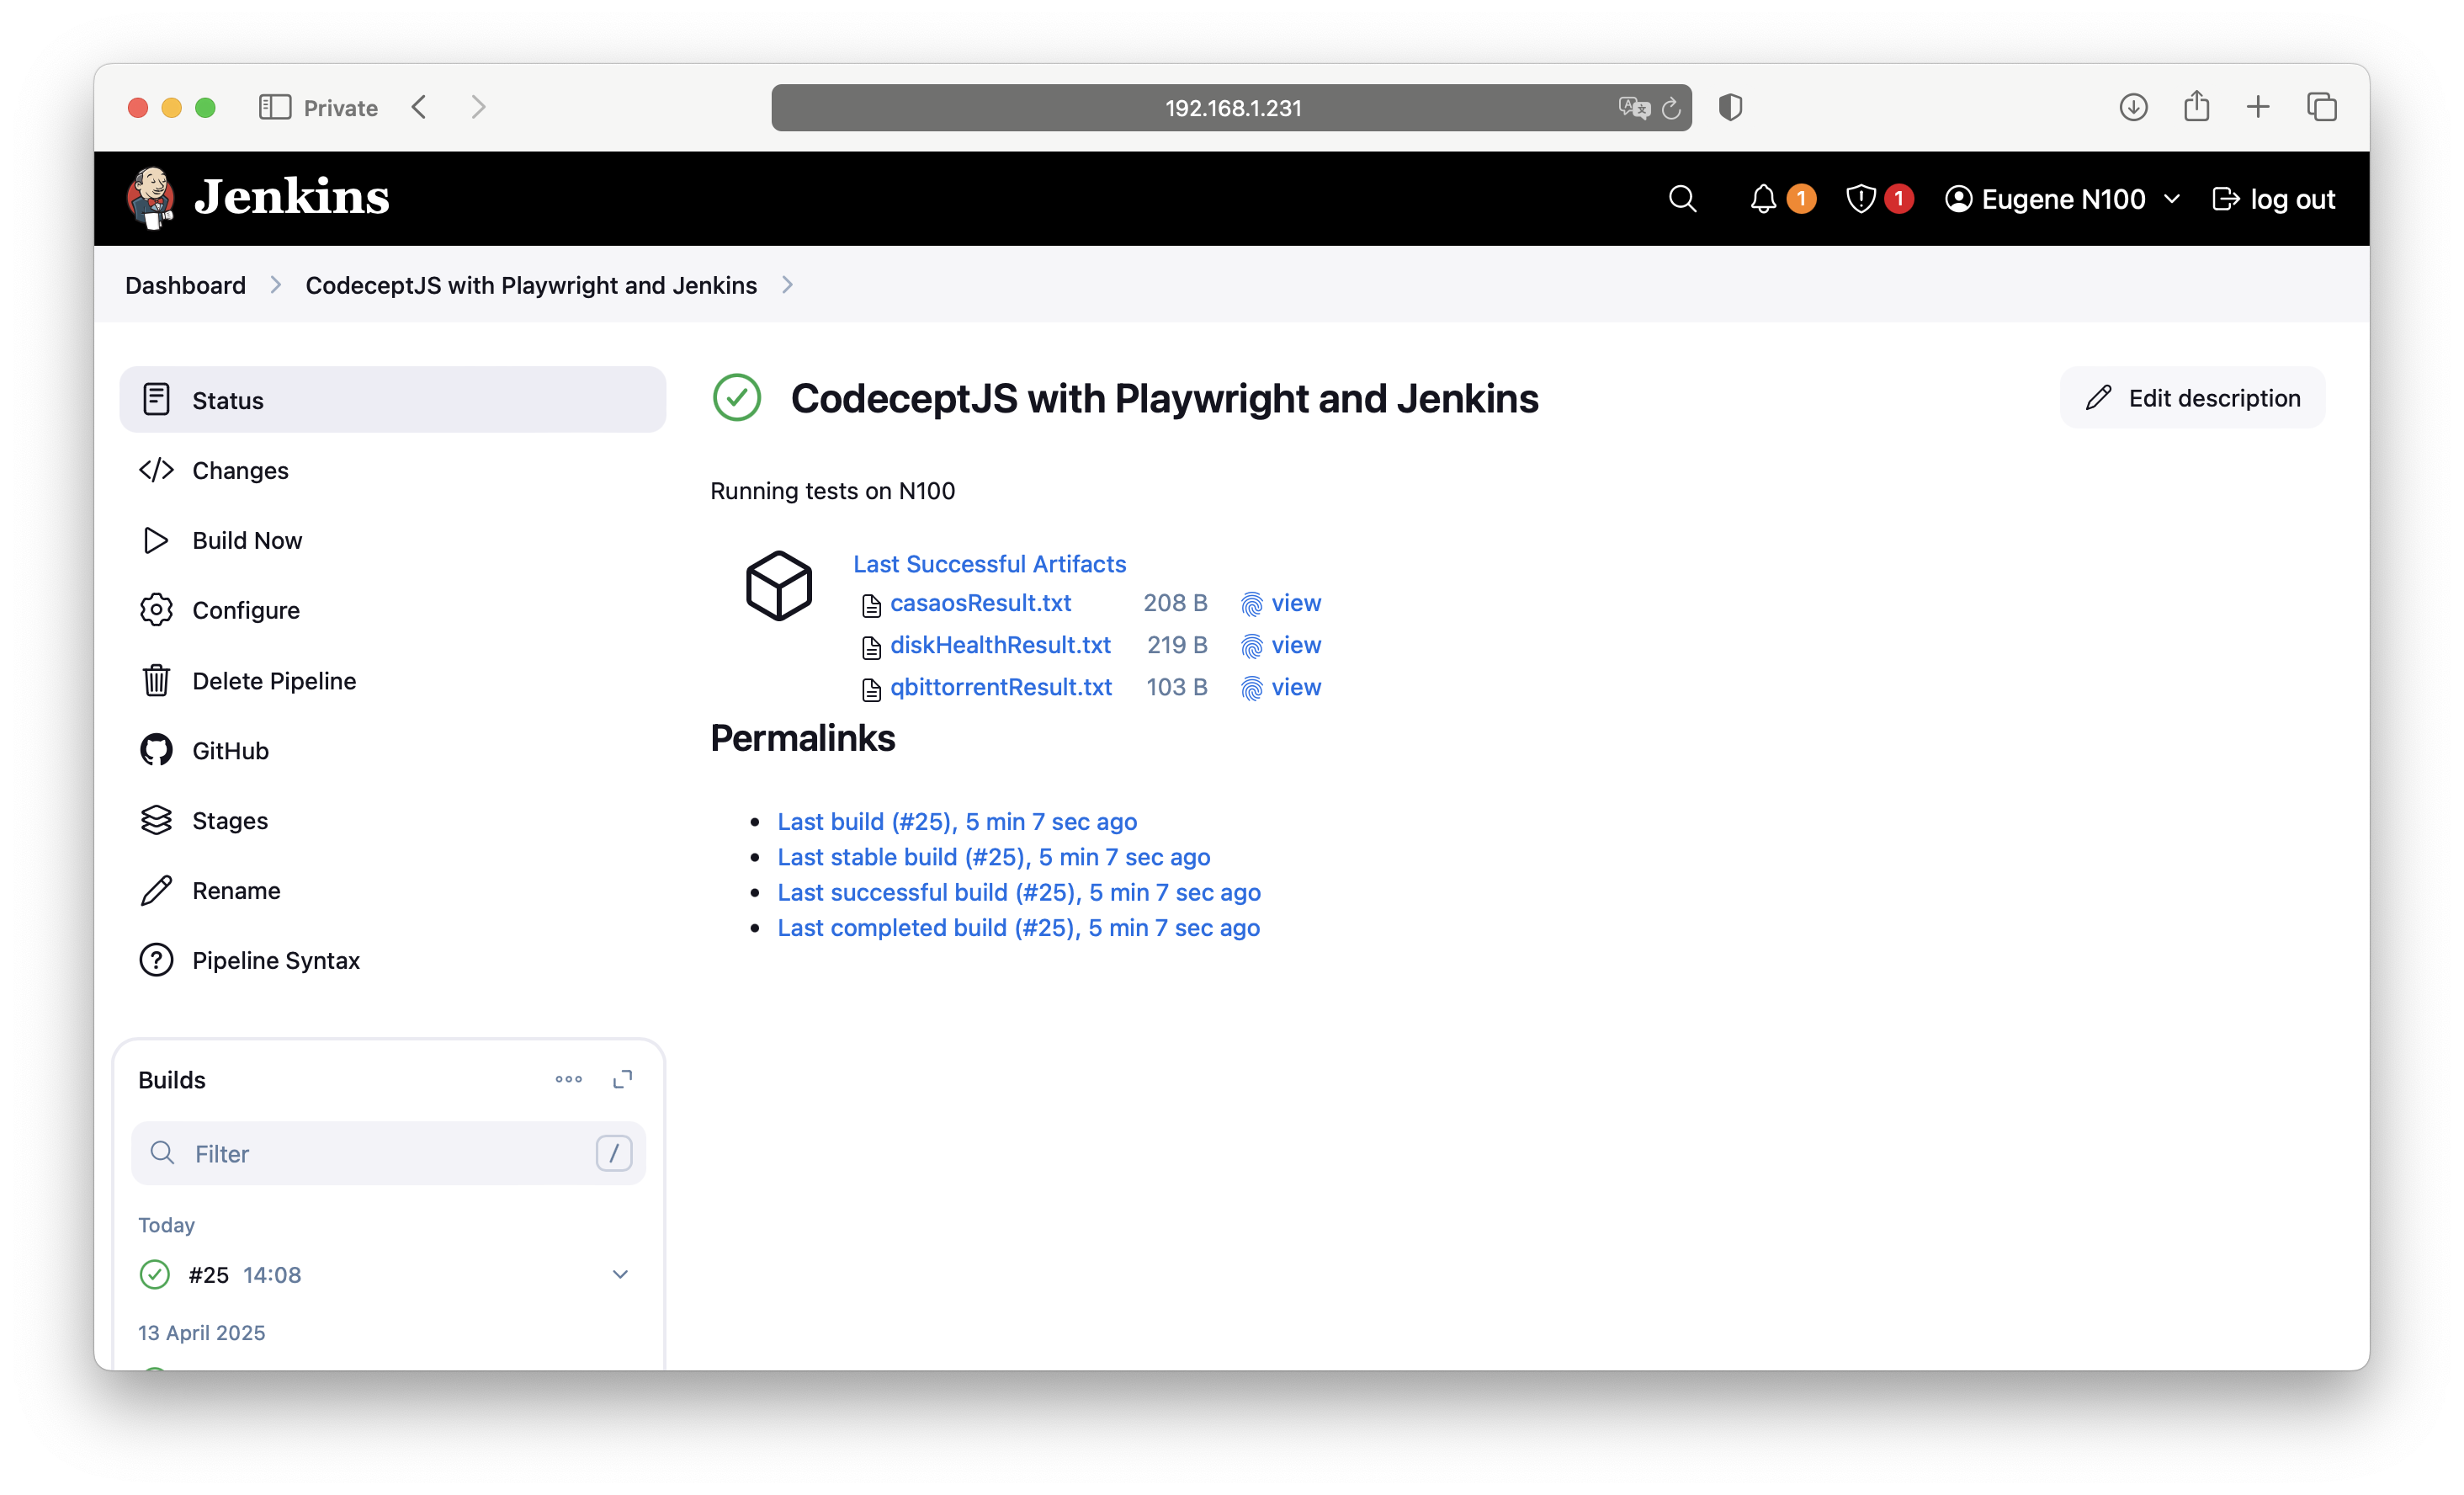 Private
192.168.1.231
Jenkins
1
1
Eugene N100
log out
Dashboard
CodeceptJS with Playwright and Jenkins
Status
Changes
Build Now
Configure
Delete Pipeline
GitHub
Stages
Rename
Pipeline Syntax
Builds
Filter
/
Today
#25 14:08
13 April 2025
CodeceptJS with Playwright and Jenkins
Edit description
Running tests on N100
Last Successful Artifacts
casaosResult.txt 208 B view
diskHealthResult.txt 219 B view
qbittorrentResult.txt 103 B view
Permalinks
Last build (#25), 5 min 7 sec ago
Last stable build (#25), 5 min 7 sec ago
Last successful build (#25), 5 min 7 sec ago
Last completed build (#25), 5 min 7 sec ago